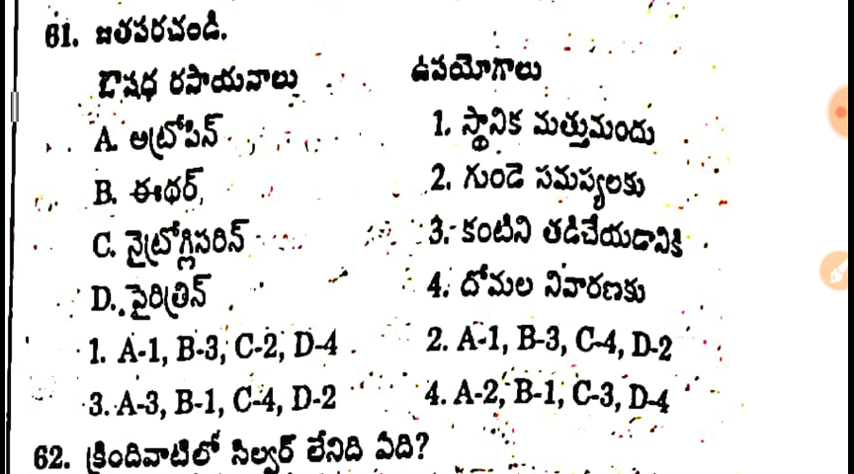 61. జతపరచండి.
ఔషధ రసాయనాలు ఉపయోగాలు
A. అట్రోపిన్ 1. స్థానిక మత్తుమందు
B. ఈథర్, 2. గుండె సమస్యలకు
C. నైట్రోగ్లిసరిన్ 3. కంటిని తడిచేయడానికి
D. పైరిత్రిన్ 4. దోమల నివారణకు
1. A-1, B-3, C-2, D-4 2. A-1, B-3, C-4, D-2
3. A-3, B-1, C-4, D-2 4. A-2, B-1, C-3, D-4
62. క్రిందివాటిలో సిల్వర్ లేనిది ఏది?